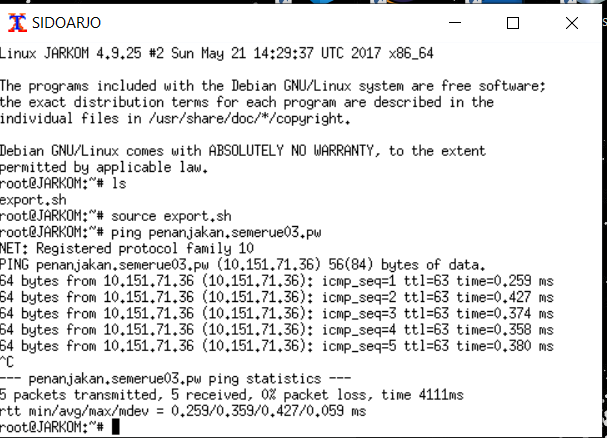 SIDOARJO
Linux JARKOM 4.9.25 #2 Sun May 21 14:29:37 UTC 2017 x86_64
The programs included with the Debian GNU/Linux system are free software;
the exact distribution terms for each program are described in the
individual files in /usr/share/doc/*/copyright.
Debian GNU/Linux comes with ABSOLUTELY NO WARRANTY, to the extent
permitted by applicable law.
root@JARKOM:~# ls
export.sh
root@JARKOM:~# source export.sh
root@JARKOM:~# ping penanjakan.semerue03.pw
NET: Registered protocol family 10
PING penanjakan.semerue03.pw (10.151.71.36) 56(84) bytes of data.
64 bytes from 10.151.71.36 (10.151.71.36): icmp_seq=1 ttl=63 time=0.259 ms
64 bytes from 10.151.71.36 (10.151.71.36): icmp_seq=2 ttl=63 time=0.427 ms
64 bytes from 10.151.71.36 (10.151.71.36): icmp_seq=3 ttl=63 time=0.374 ms
64 bytes from 10.151.71.36 (10.151.71.36): icmp_seq=4 ttl=63 time=0.358 ms
64 bytes from 10.151.71.36 (10.151.71.36): icmp_seq=5 ttl=63 time=0.380 ms
^C
--- penanjakan.semerue03.pw ping statistics ---
5 packets transmitted, 5 received, 0% packet loss, time 4111ms
rtt min/avg/max/mdev = 0.259/0.359/0.427/0.059 ms
root@JARKOM:~#